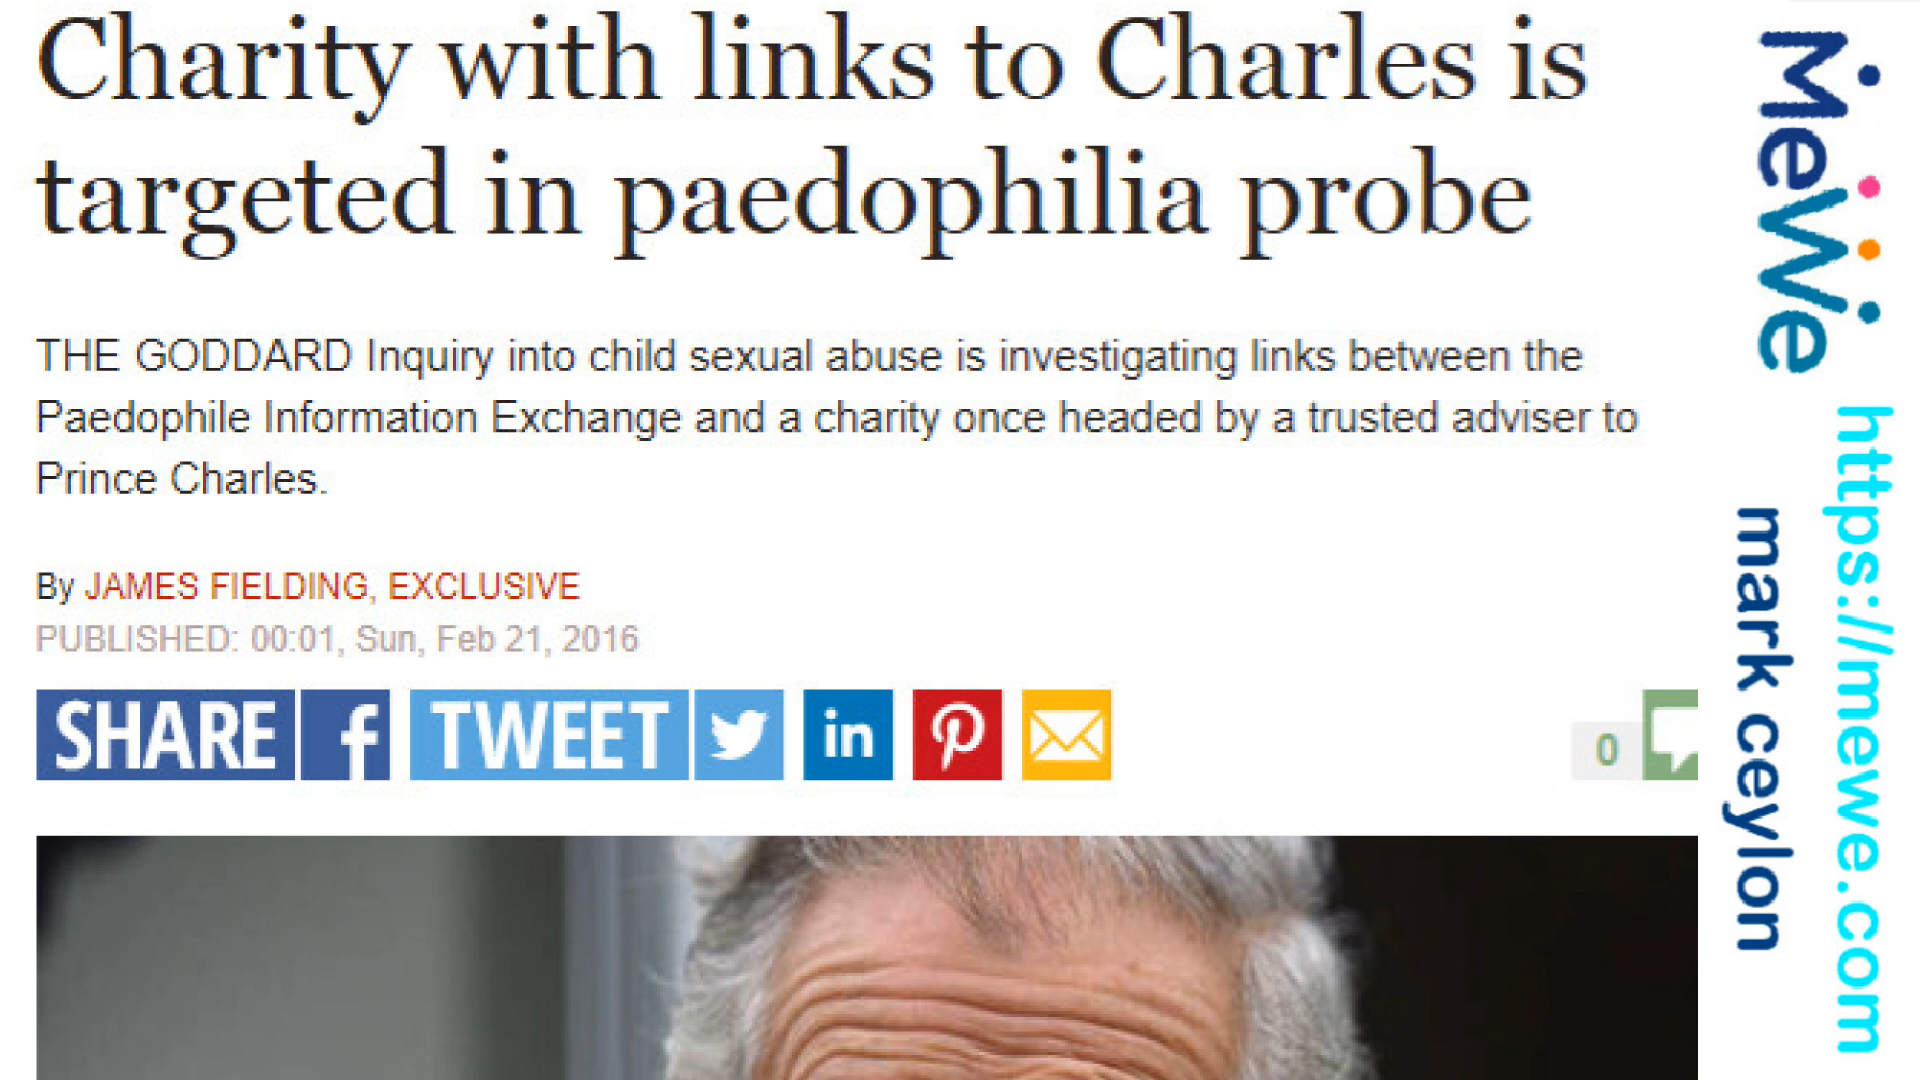 Charity with links to Charles is
targeted in paedophilia probe
THE GODDARD Inquiry into child sexual abuse is investigating links between the
Paedophile Information Exchange and a charity once headed by a trusted adviser to
Prince Charles.
By JAMES FIELDING, EXCLUSIVE
PUBLISHED: 00:01, Sun, Feb 21, 2016
SHARE f TWEET in
0
MeWe
https://mewe.com
mark ceylon